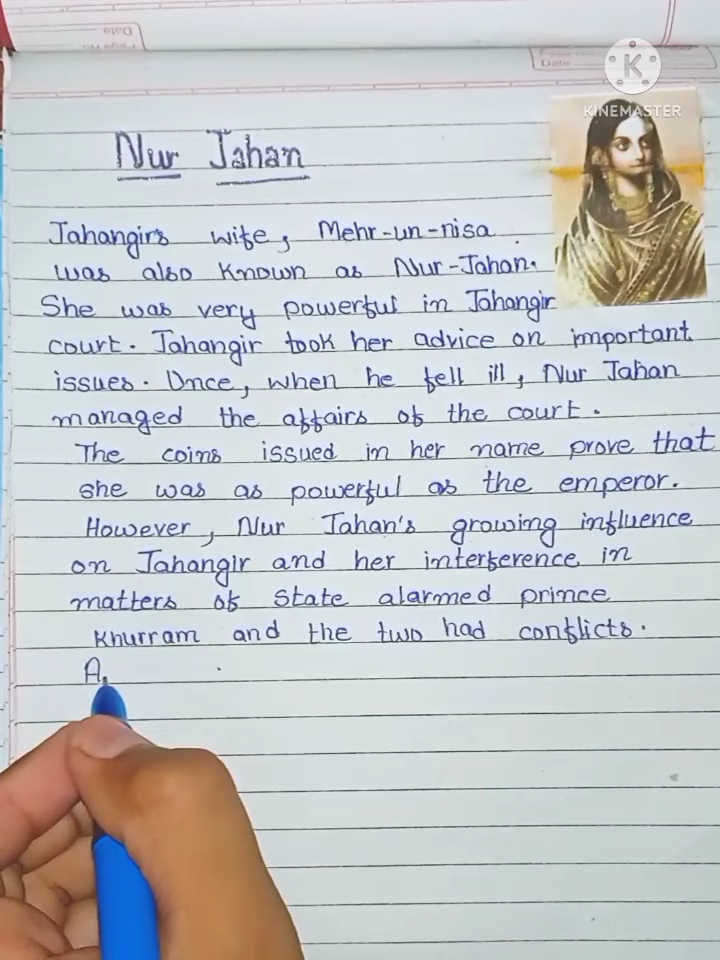 Date
Date
KINEMASTER
Nur Jahan
Jahangirs wife, Mehr-un-nisa
was also known as Nur-Jahan.
She was very powerful in Jahangir
court. Jahangir took her advice on important
issues. Once, when he fell ill, Nur Jahan
managed the affairs of the court.
The coins issued in her name prove that
she was as powerful as the emperor.
However, Nur Jahan's growing influence
on Jahangir and her interference in
matters of State alarmed prince
Khurram and the two had conflicts.
A